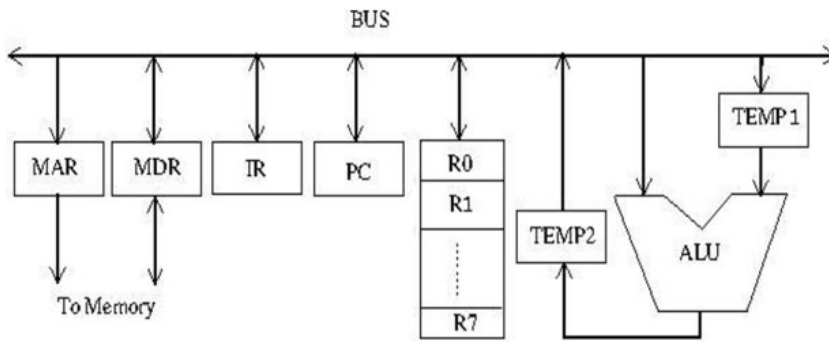 BUS
TEMP1
MAR
MDR
IR
PC
R0
R1
TEMP2
ALU
R7
To Memory